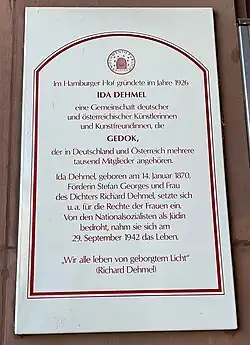 Im Hamburger Hof gründete im Jahre 1926
IDA DEHMEL
eine Gemeinschaft deutscher
und österreichischer Künstlerinnen
und Kunstfreundinnen, die
GEDOK,
der in Deutschland und Österreich mehrere
tausend Mitglieder angehören.
Ida Dehmel, geboren am 14. Januar 1870,
Förderin Stefan Georges und Frau
des Dichters Richard Dehmel, setzte sich
u. a. für die Rechte der Frauen ein.
Von den Nationalsozialisten als Jüdin
bedroht, nahm sie sich am
29. September 1942 das Leben.
„Wir alle leben von geborgtem Licht“
(Richard Dehmel)